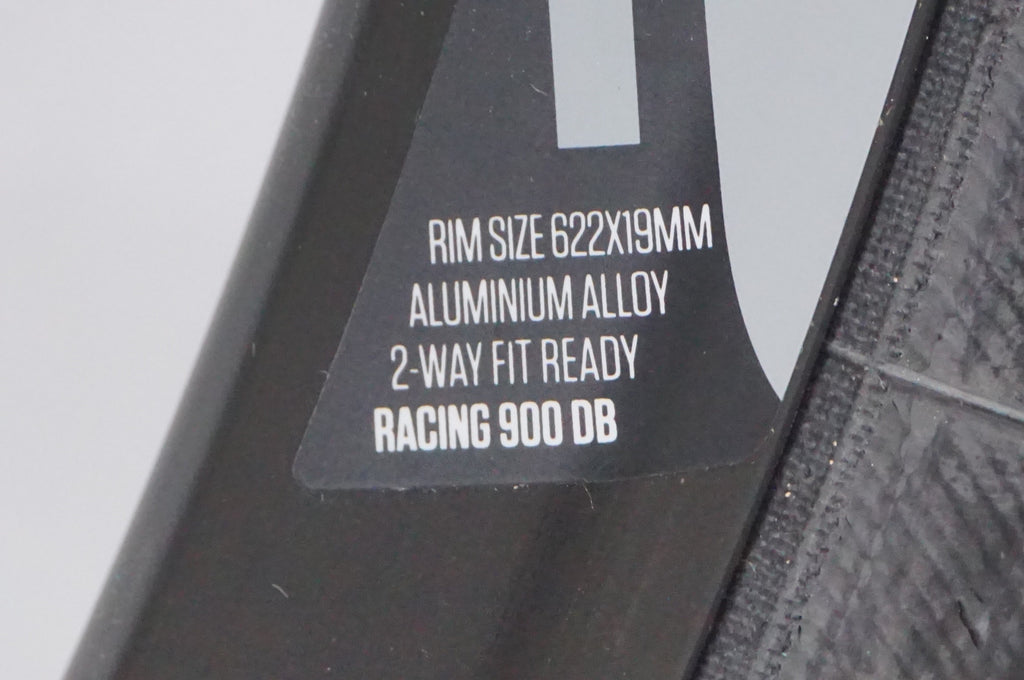 RIM SIZE 622X19MM
ALUMINIUM ALLOY
2-WAY FIT READY
RACING 900 DB